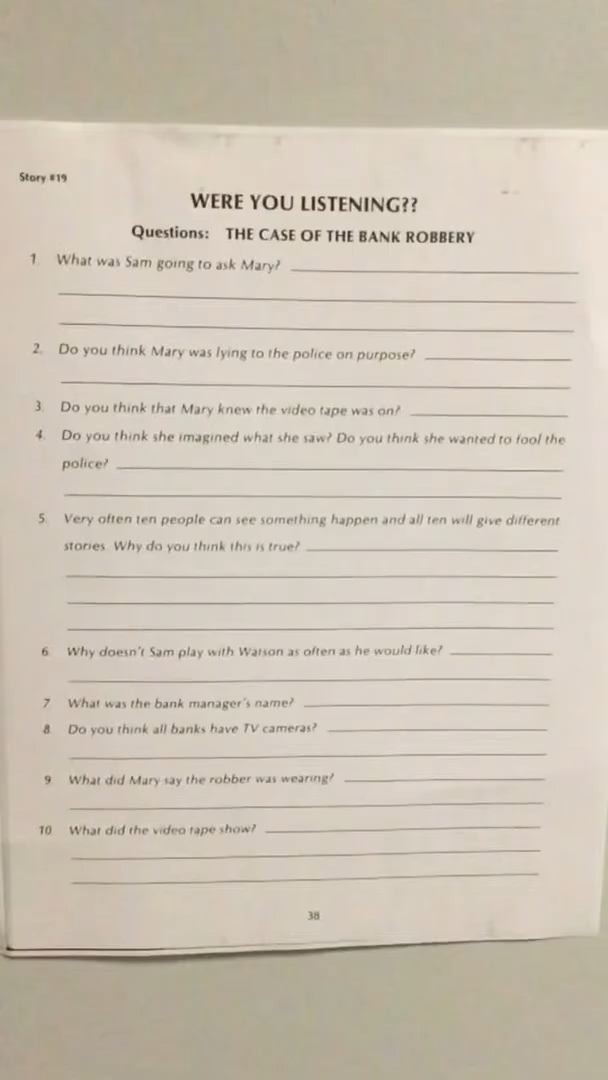 Story #19
WERE YOU LISTENING??
Questions: THE CASE OF THE BANK ROBBERY
1. What was Sam going to ask Mary?
2. Do you think Mary was lying to the police on purpose?
3. Do you think that Mary knew the video tape was on?
4. Do you think she imagined what she saw? Do you think she wanted to fool the
police?
5. Very often ten people can see something happen and all ten will give different
stories. Why do you think this is true?
6. Why doesn't Sam play with Watson as often as he would like?
7. What was the bank manager's name?
8. Do you think all banks have TV cameras?
9. What did Mary say the robber was wearing?
10. What did the video tape show?
38